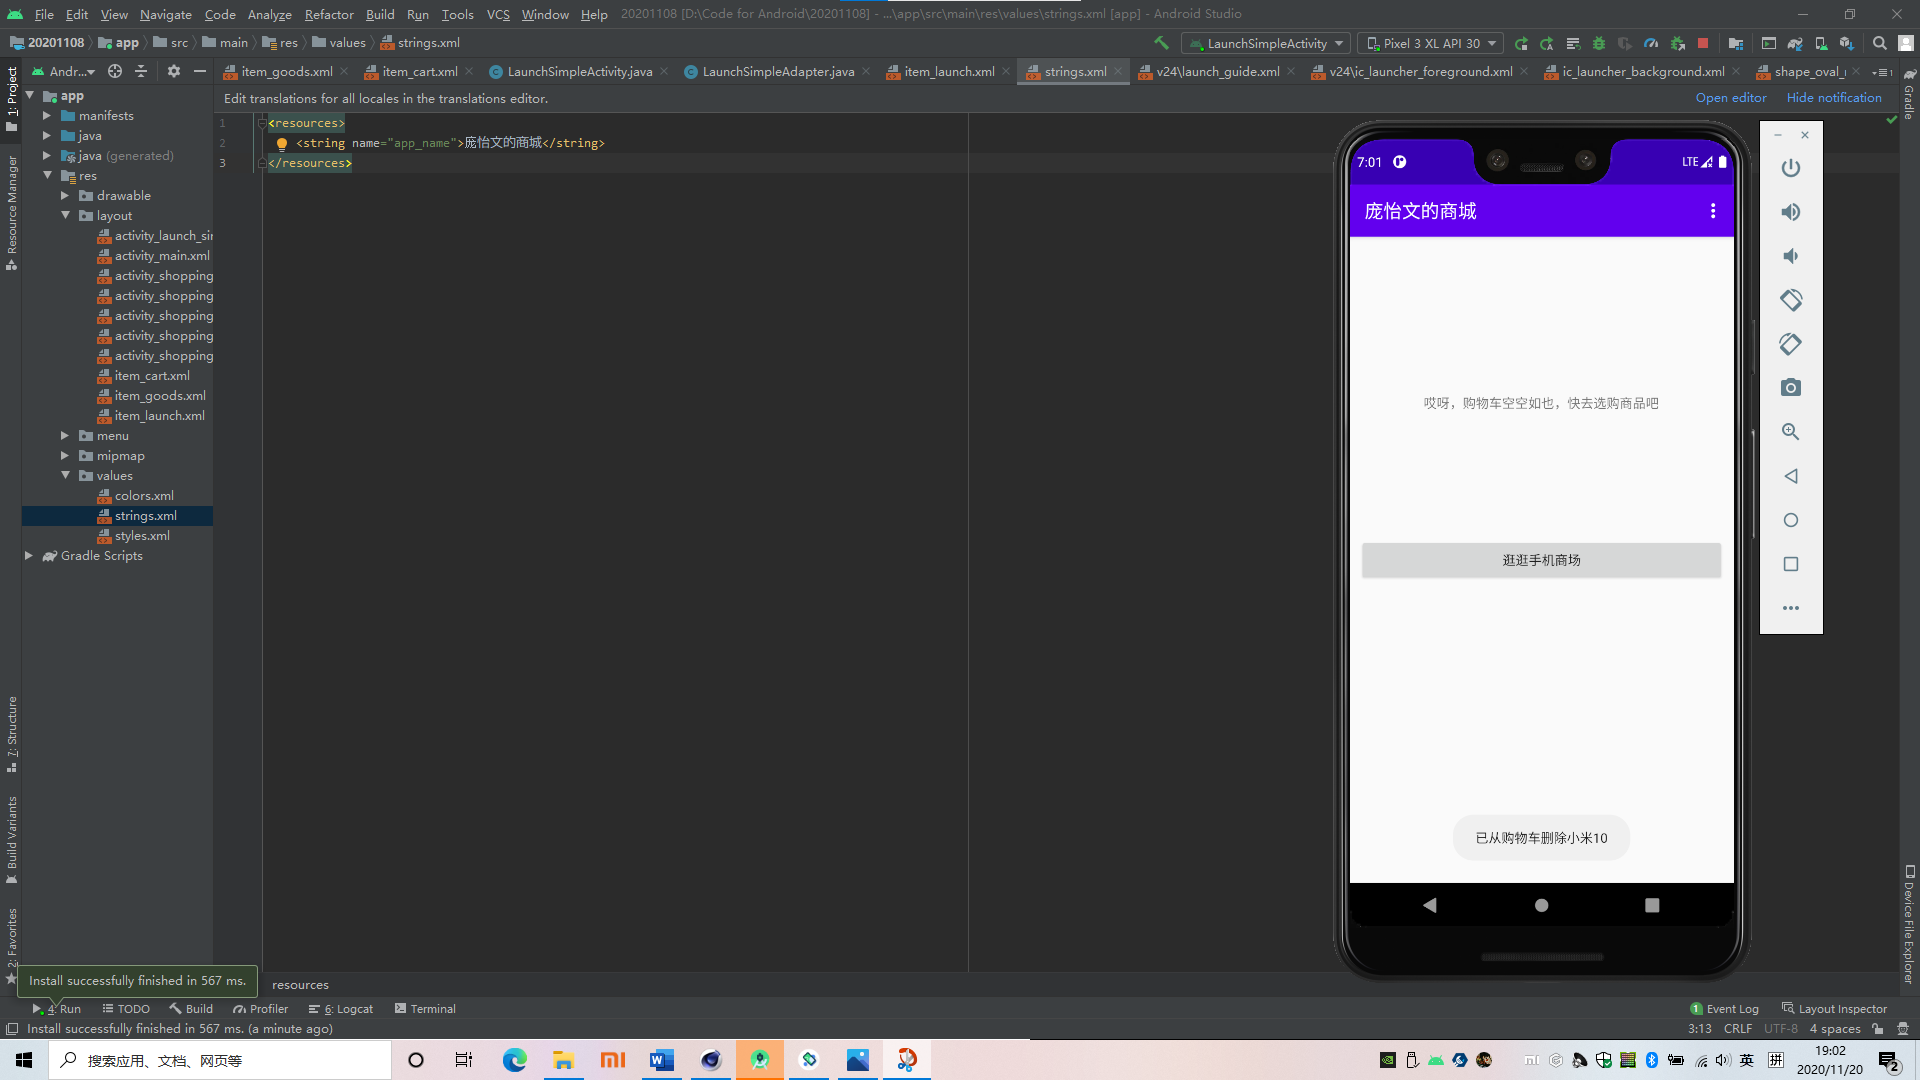 File Edit View Navigate Code Analyze Refactor Build Run Tools VCS Window Help 20201108 [D:\Code for Android\20201108] - ...\app\src\main\res\values\strings.xml [app] - Android Studio
20201108 app src main res values strings.xml
LaunchSimpleActivity Pixel 3 XL API 30
Andr... item_goods.xml item_cart.xml LaunchSimpleActivity.java LaunchSimpleAdapter.java item_launch.xml strings.xml v24\launch_guide.xml v24\ic_launcher_foreground.xml ic_launcher_background.xml shape_oval_
Edit translations for all locales in the translations editor. Open editor Hide notification
1: Project
Resource Manager
7: Structure
Build Variants
2: Favorites
app
manifests
java
java (generated)
res
drawable
layout
activity_launch_sir
activity_main.xml
activity_shopping
activity_shopping
activity_shopping
activity_shopping
activity_shopping
item_cart.xml
item_goods.xml
item_launch.xml
menu
mipmap
values
colors.xml
strings.xml
styles.xml
Gradle Scripts
1 <resources>
2 <string name="app_name">庞怡文的商城</string>
3 </resources>
7:01 LTE
庞怡文的商城
哎呀，购物车空空如也，快去选购商品吧
逛逛手机商场
已从购物车删除小米10
Gradle
Device File Explorer
Install successfully finished in 567 ms.
resources
4: Run TODO Build Profiler 6: Logcat Terminal 1 Event Log Layout Inspector
Install successfully finished in 567 ms. (a minute ago) 3:13 CRLF UTF-8 4 spaces
搜索应用、文档、网页等
英 拼 19:02
2020/11/20 2